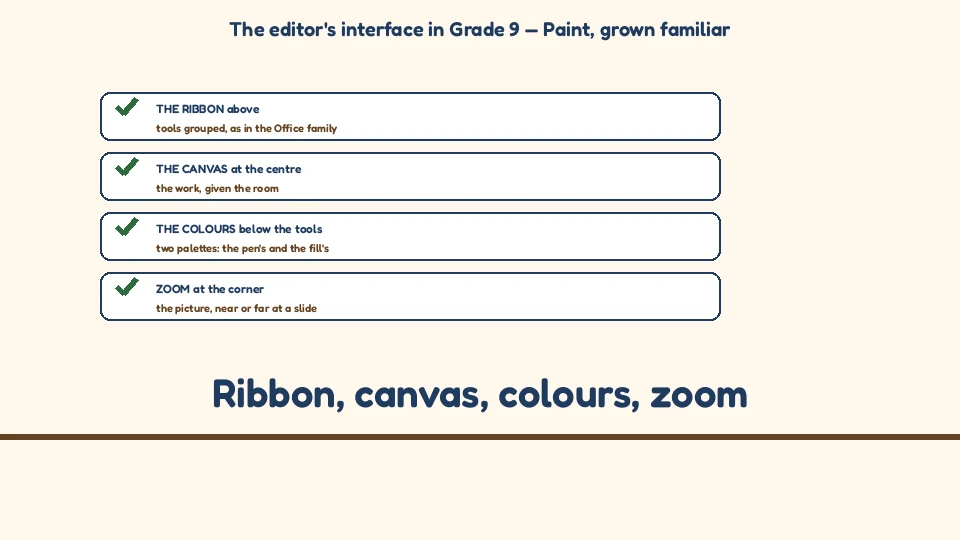 The editor's interface in Grade 9 — Paint, grown familiar
THE RIBBON above
tools grouped, as in the Office family
THE CANVAS at the centre
the work, given the room
THE COLOURS below the tools
two palettes: the pen's and the fill's
ZOOM at the corner
the picture, near or far at a slide
Ribbon, canvas, colours, zoom